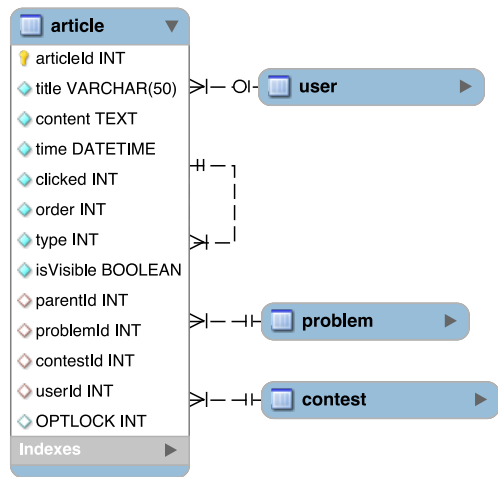 article
articleId INT
title VARCHAR(50)
content TEXT
time DATETIME
clicked INT
order INT
type INT
isVisible BOOLEAN
parentId INT
problemId INT
contestId INT
userId INT
OPTLOCK INT
Indexes
user
problem
contest